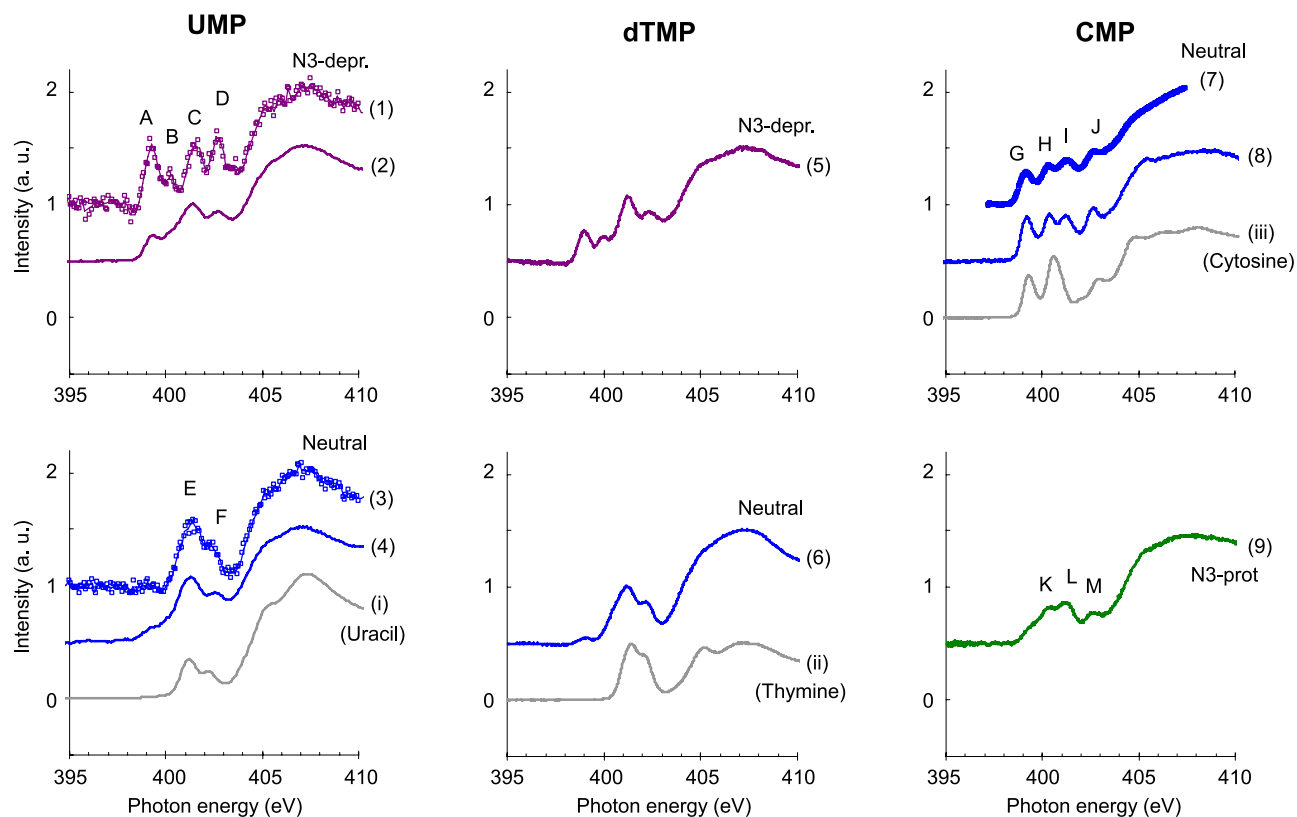 UMP
dTMP
CMP
N3-depr.
A
B
C
D
(1)
(2)
2
1
0
Intensity (a. u.)
395
400
405
410
N3-depr.
(5)
395
400
405
410
Neutral
(7)
G
H
I
J
(8)
(iii)
(Cytosine)
2
1
0
395
400
405
410
Neutral
E
F
(3)
(4)
(i)
(Uracil)
2
1
0
Intensity (a. u.)
395
400
405
410
Photon energy (eV)
Neutral
(6)
(ii)
(Thymine)
2
1
0
395
400
405
410
Photon energy (eV)
K
L
M
(9)
N3-prot
2
1
0
395
400
405
410
Photon energy (eV)